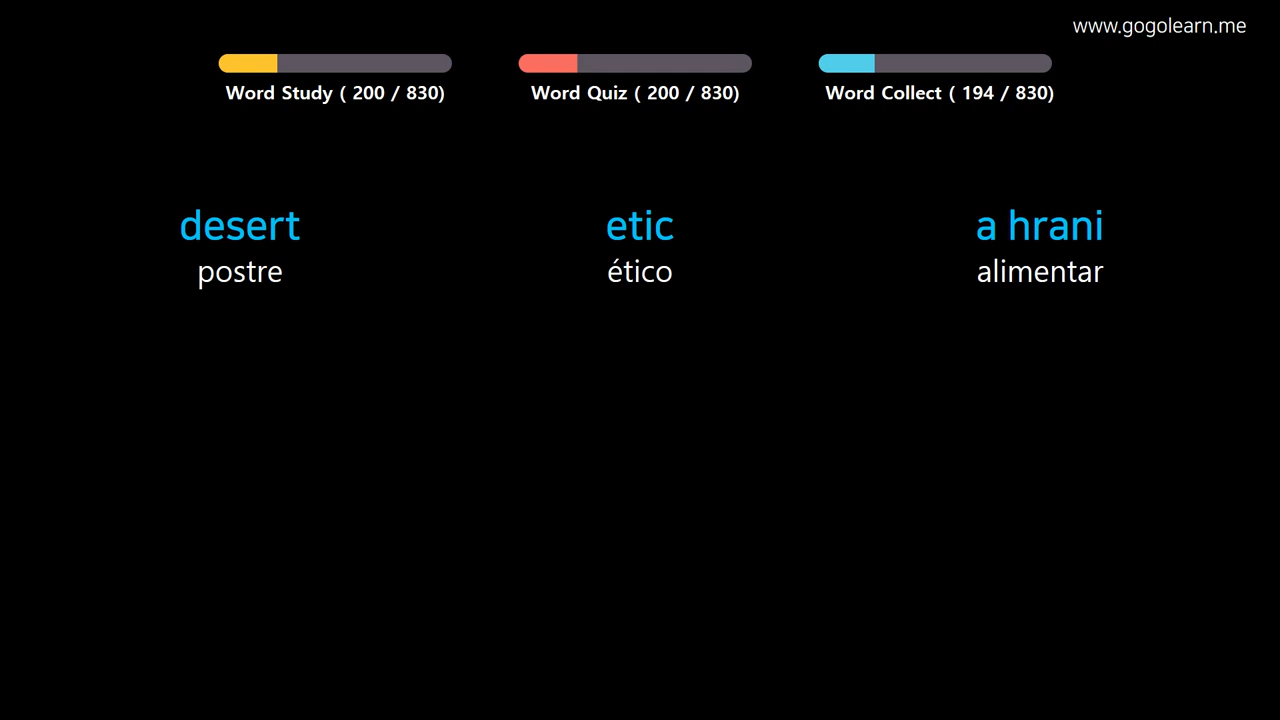 www.gogolearn.me
Word Study ( 200 / 830)
Word Quiz ( 200 / 830)
Word Collect ( 194 / 830)
desert
postre
etic
ético
a hrani
alimentar